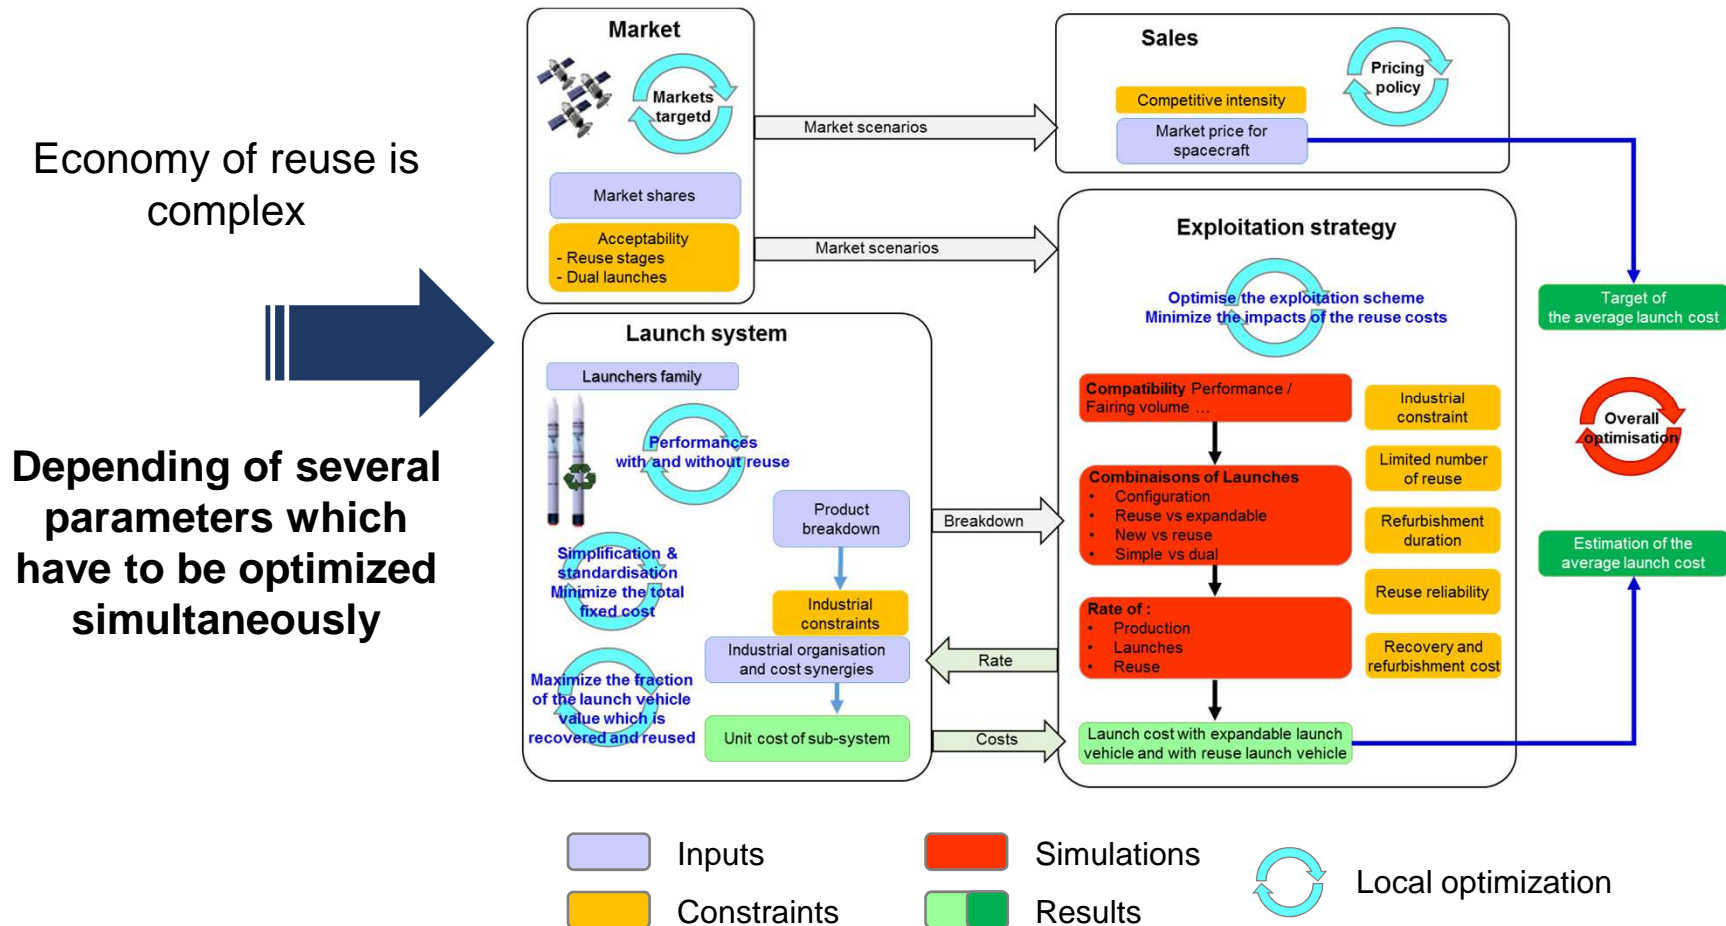 Economy of reuse is
complex
Depending of several
parameters which
have to be optimized
simultaneously
Market
Markets
targetd
Market shares
Acceptability
- Reuse stages
- Dual launches
Market scenarios
Market scenarios
Sales
Pricing
policy
Competitive intensity
Market price for
spacecraft
Launch system
Launchers family
Performances
with and without reuse
Simplification &
standardisation
Minimize the total
fixed cost
Maximize the fraction
of the launch vehicle
value which is
recovered and reused
Product
breakdown
Industrial
constraints
Industrial organisation
and cost synergies
Unit cost of sub-system
Breakdown
Rate
Costs
Exploitation strategy
Optimise the exploitation scheme
Minimize the impacts of the reuse costs
Compatibility Performance /
Fairing volume ...
Combinaisons of Launches
• Configuration
• Reuse vs expandable
• New vs reuse
• Simple vs dual
Rate of :
• Production
• Launches
• Reuse
Launch cost with expandable launch
vehicle and with reuse launch vehicle
Industrial
constraint
Limited number
of reuse
Refurbishment
duration
Reuse reliability
Recovery and
refurbishment cost
Target of
the average launch cost
Overall
optimisation
Estimation of the
average launch cost
Inputs
Constraints
Simulations
Results
Local optimization